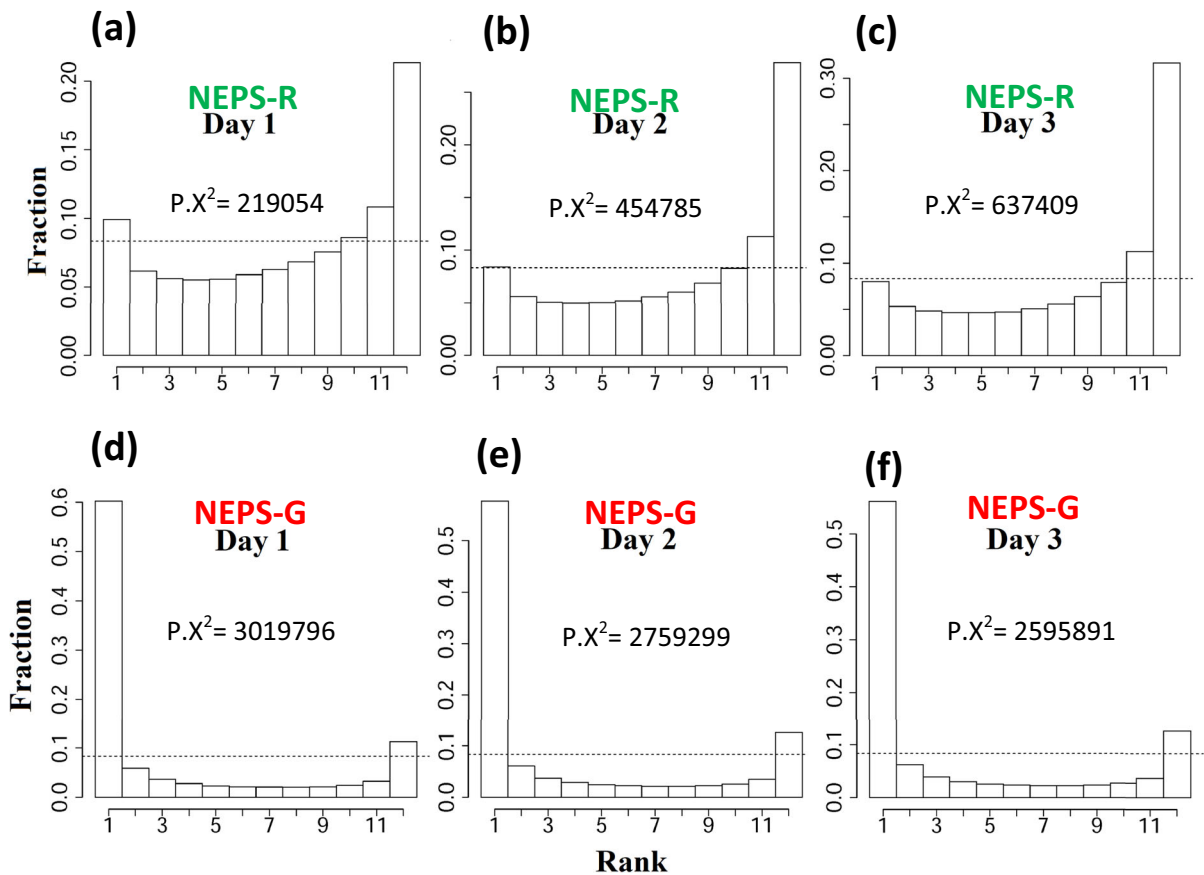 (a)
NEPS-R
Day 1
P.X²= 219054
Fraction
0.00 0.05 0.10 0.15 0.20
1 3 5 7 9 11
(b)
NEPS-R
Day 2
P.X²= 454785
0.00 0.10 0.20
1 3 5 7 9 11
(c)
NEPS-R
Day 3
P.X²= 637409
0.00 0.10 0.20 0.30
1 3 5 7 9 11
(d)
NEPS-G
Day 1
P.X²= 3019796
Fraction
0.0 0.1 0.2 0.3 0.4 0.5 0.6
1 3 5 7 9 11
(e)
NEPS-G
Day 2
P.X²= 2759299
0.0 0.1 0.2 0.3 0.4 0.5
1 3 5 7 9 11
(f)
NEPS-G
Day 3
P.X²= 2595891
0.0 0.1 0.2 0.3 0.4 0.5
1 3 5 7 9 11
Rank